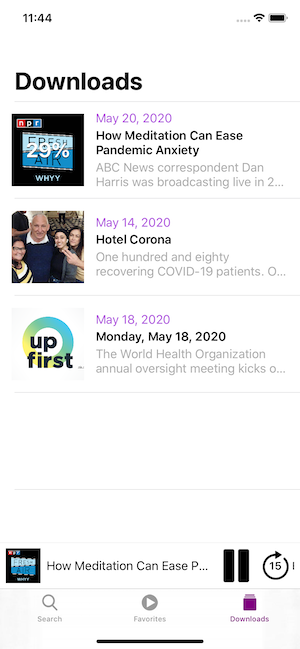 11:44
Downloads
May 20, 2020
How Meditation Can Ease
Pandemic Anxiety
ABC News correspondent Dan
Harris was broadcasting live in 2...
npr
FRESH
AIR
29%
WHYY
May 14, 2020
Hotel Corona
One hundred and eighty
recovering COVID-19 patients. O...
May 18, 2020
Monday, May 18, 2020
The World Health Organization
annual oversight meeting kicks o...
up
first
npr
WHYY
How Meditation Can Ease P...
15
Search
Favorites
Downloads